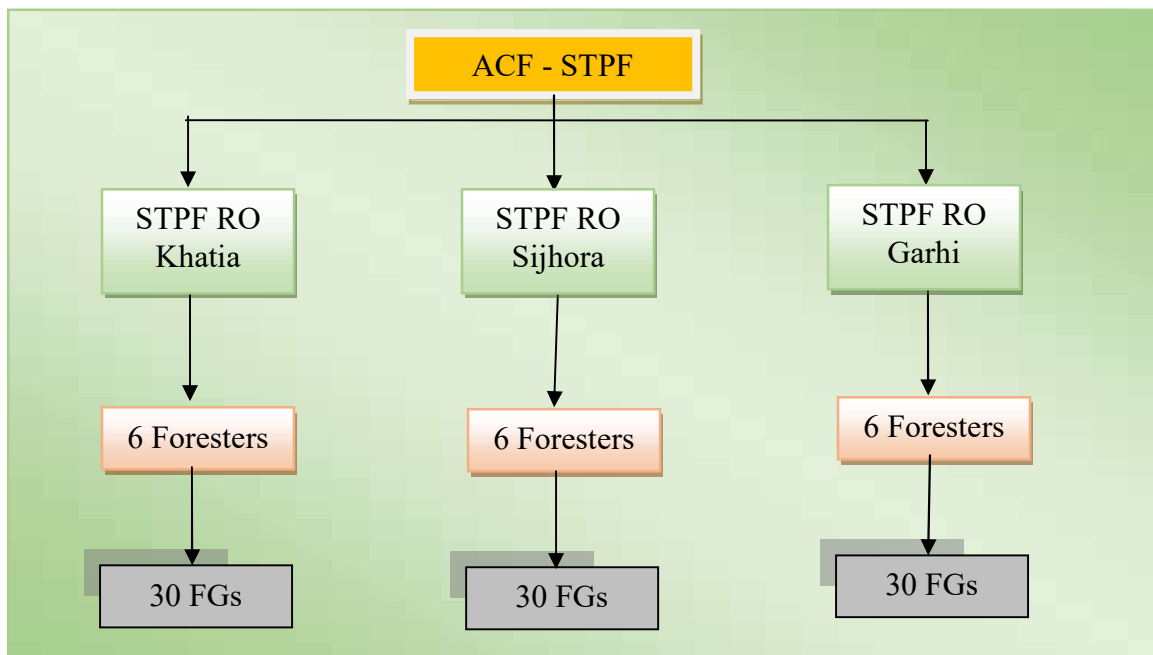 ACF - STPF
STPF RO
Khatia
STPF RO
Sijhora
STPF RO
Garhi
6 Foresters
6 Foresters
6 Foresters
30 FGs
30 FGs
30 FGs